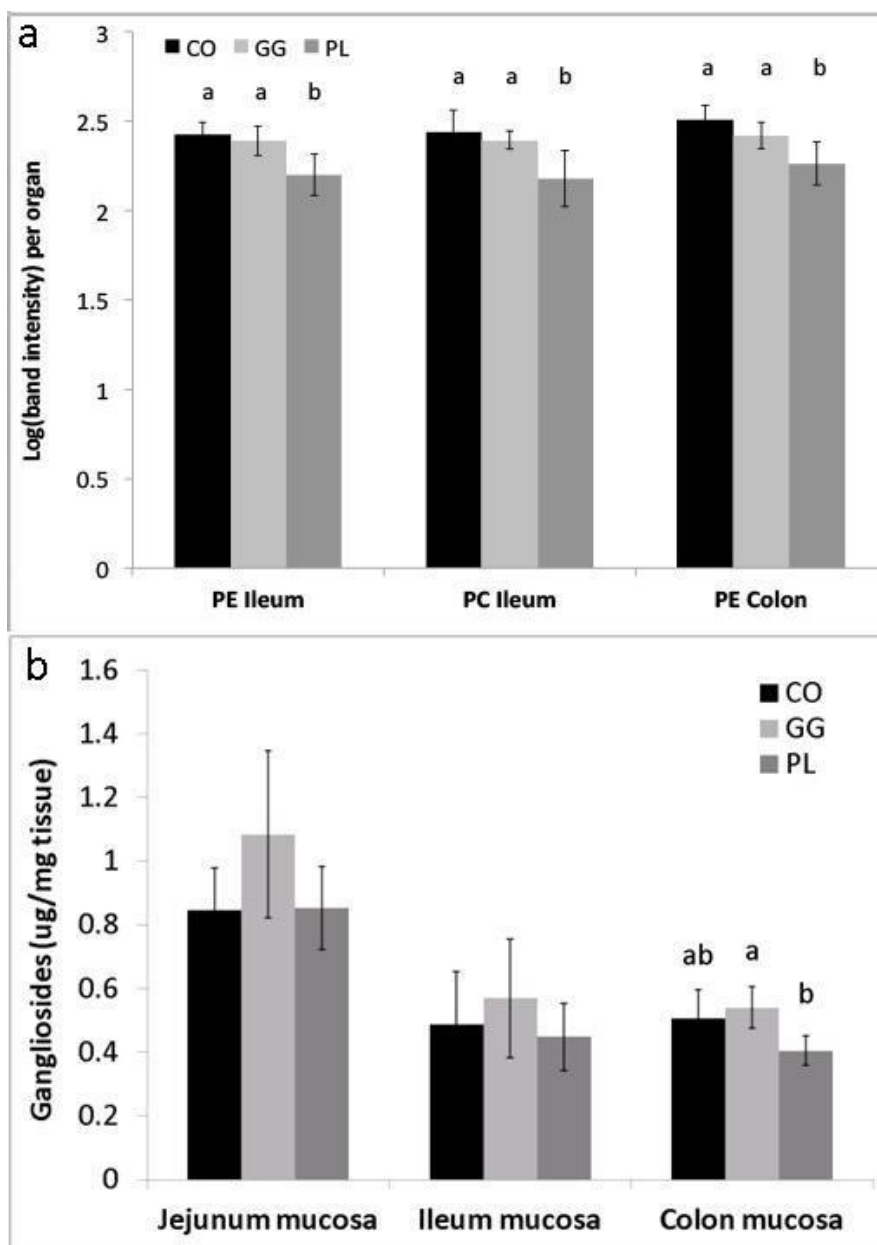 a
3
CO GG PL
a a b a a b a a b
2.5
2
1.5
1
0.5
0
Log(band intensity) per organ
PE Ileum PC Ileum PE Colon
b
1.6
CO
GG
PL
1.4
1.2
1
0.8
0.6
0.4
0.2
0
ab a b
Gangliosides (ug/mg tissue)
Jejunum mucosa Ileum mucosa Colon mucosa